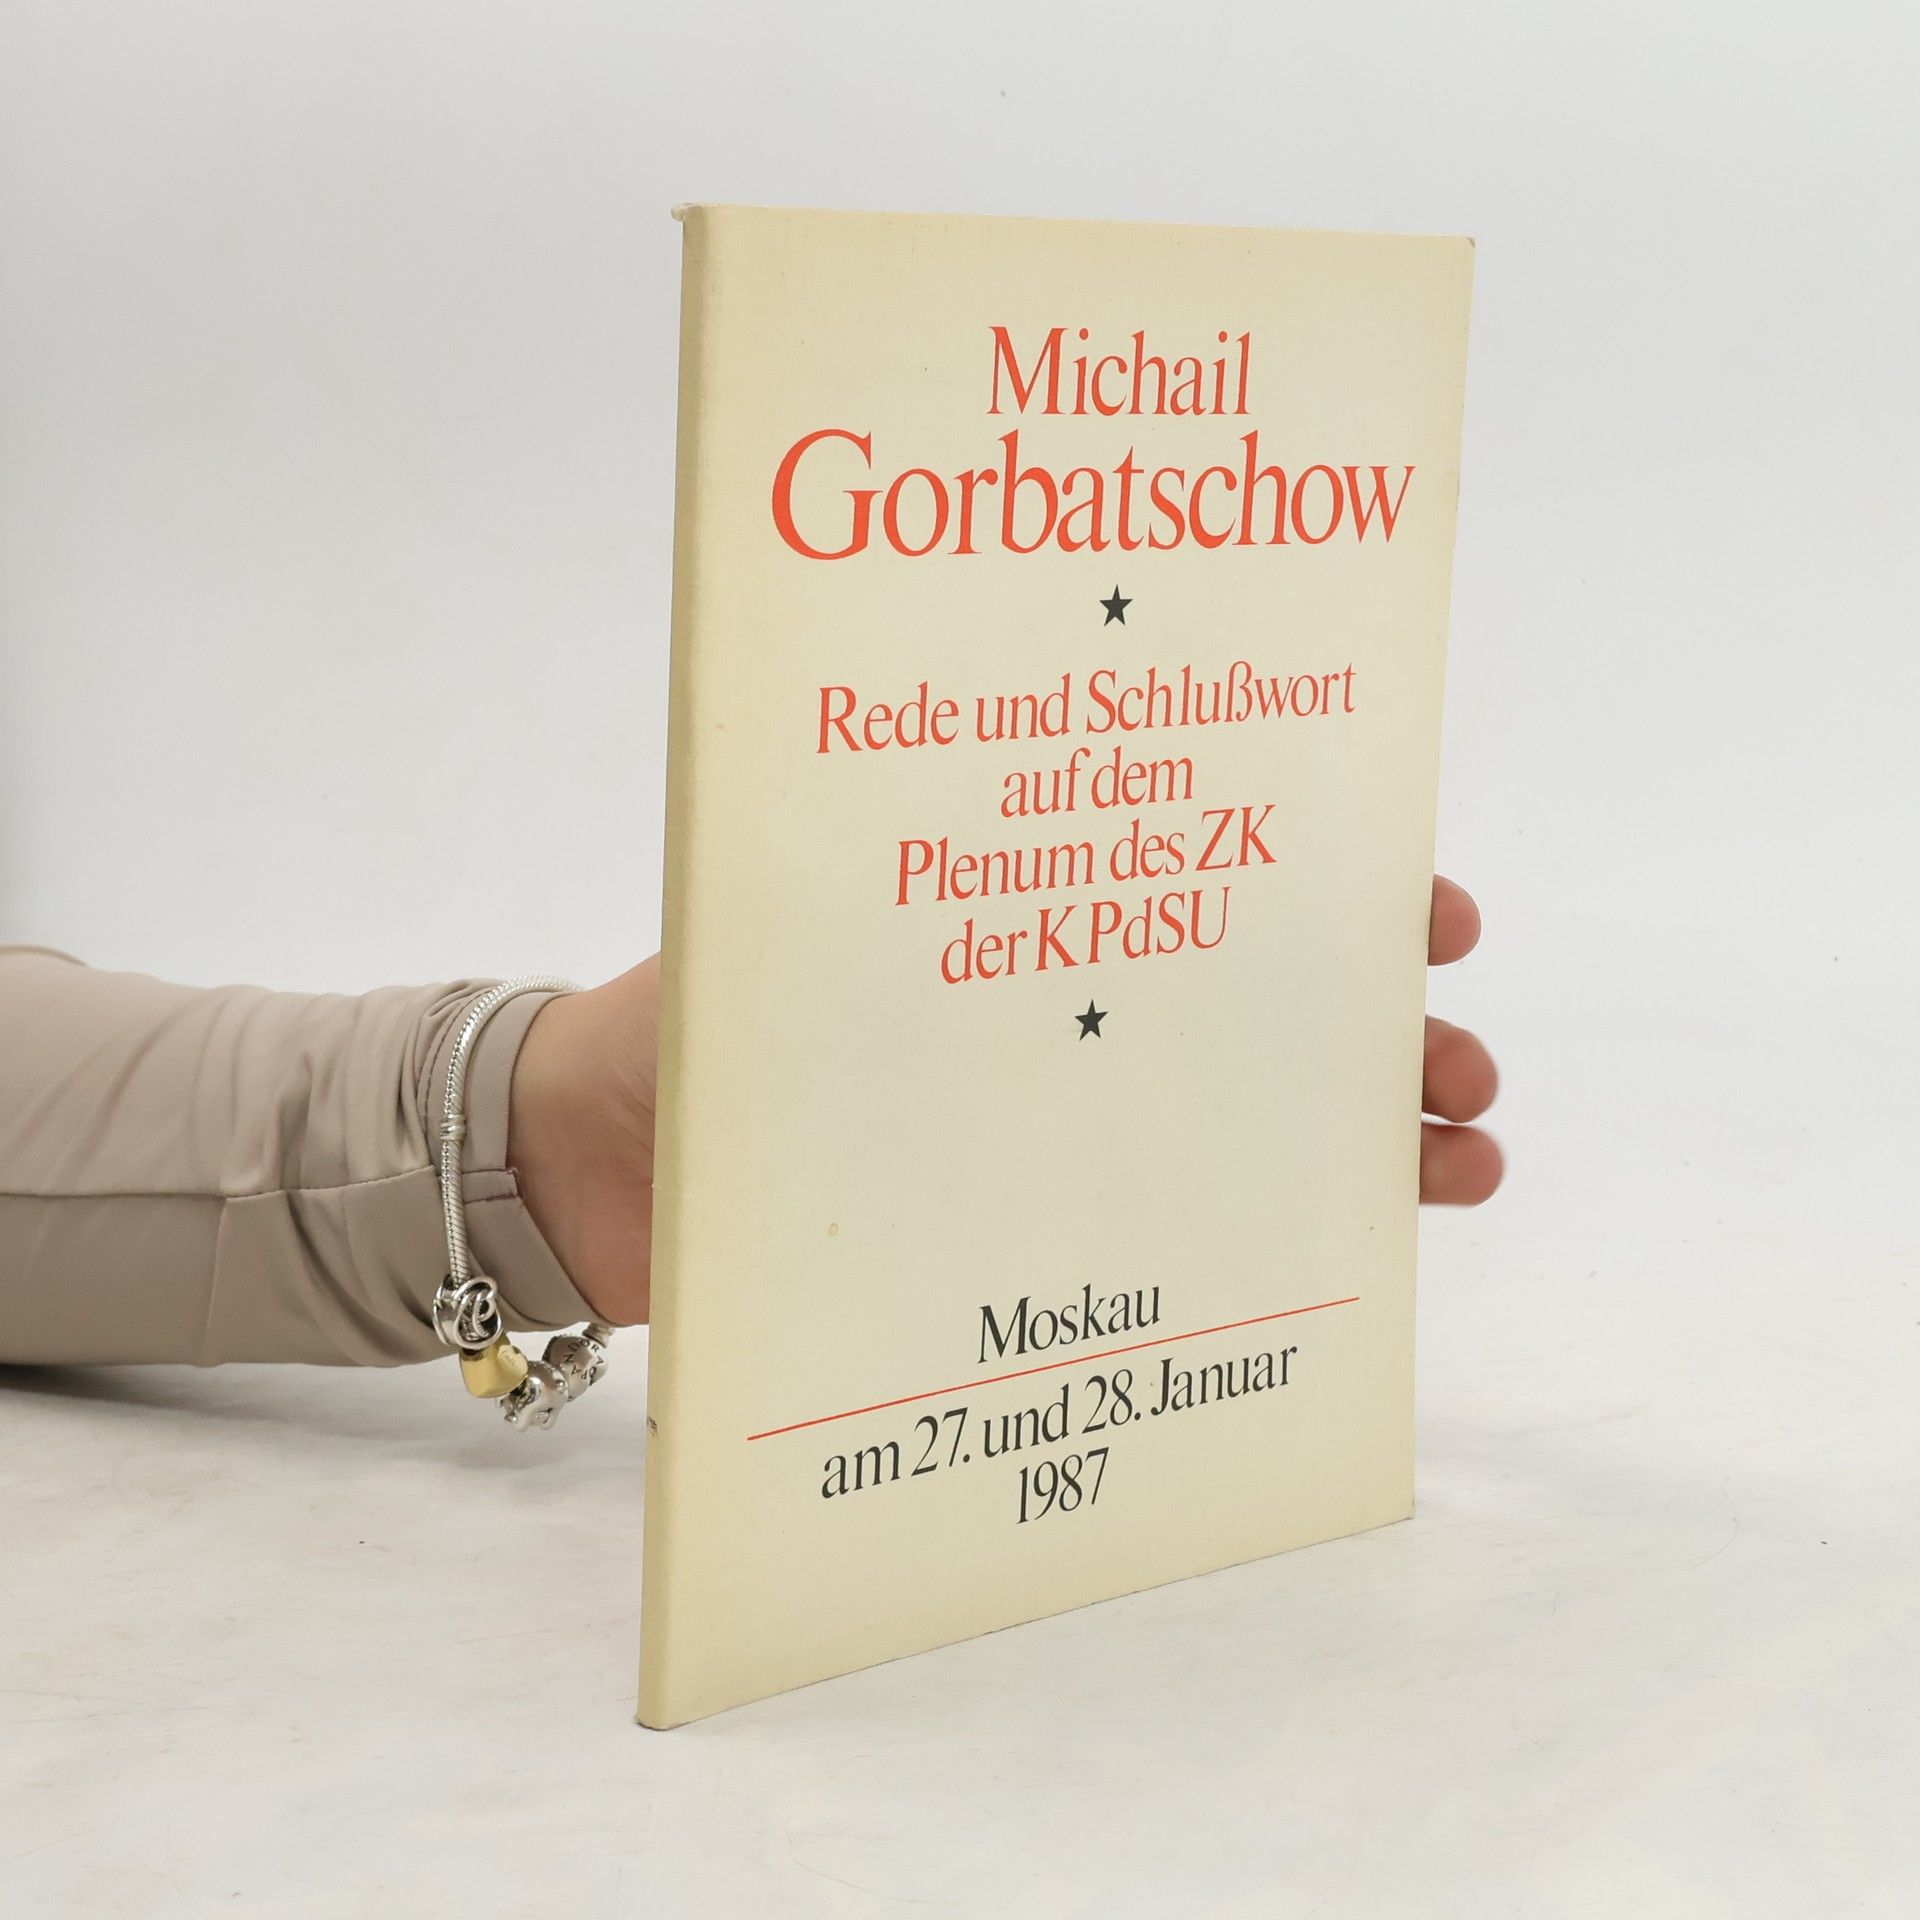 Michail
Gorbatschow
Rede und Schlußwort
auf dem
Plenum des ZK
der KPdSU
Moskau
am 27. und 28. Januar
1987
PANDORA